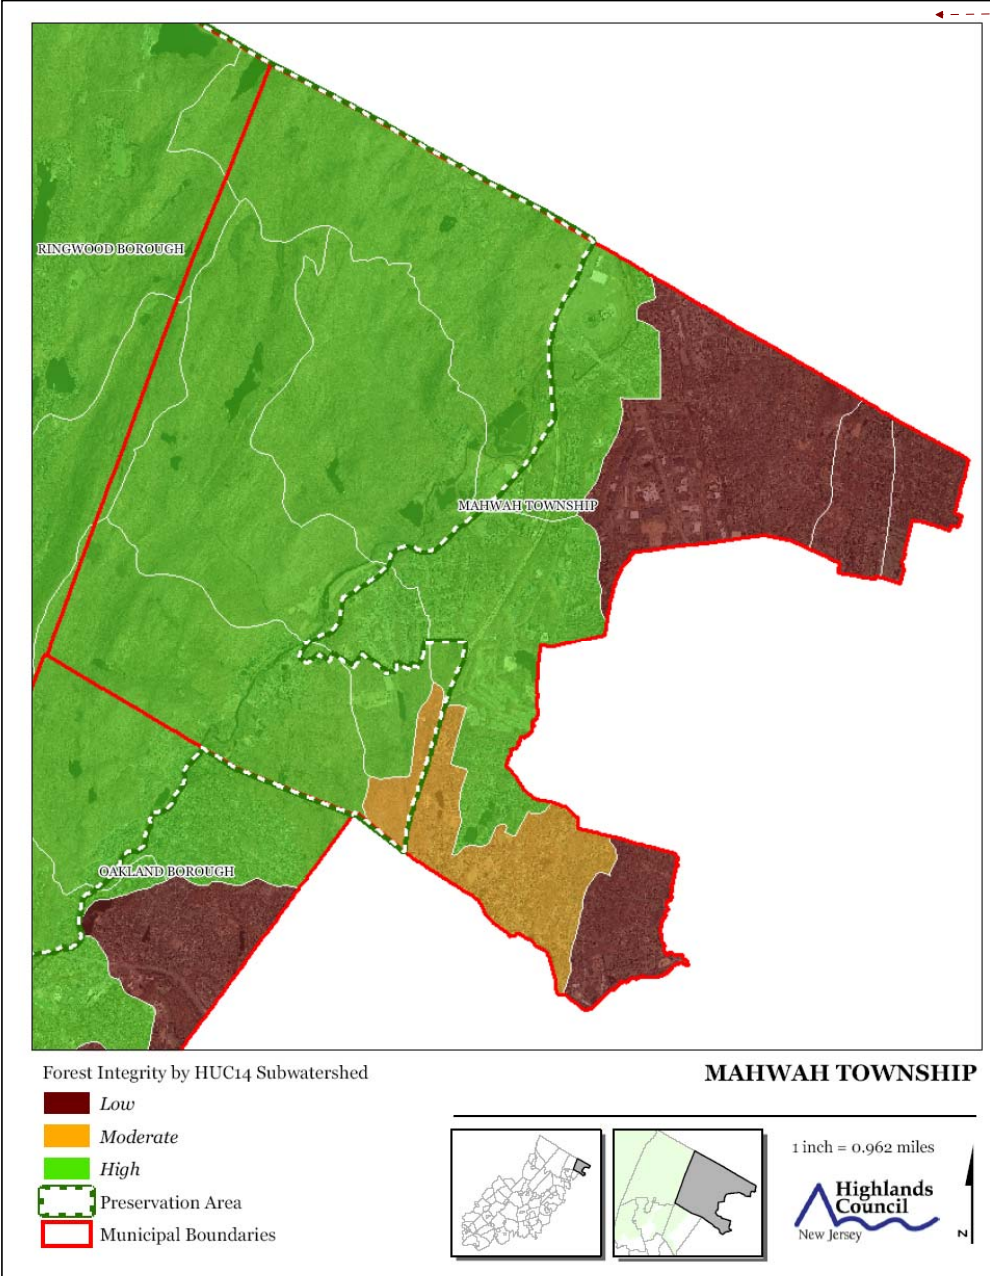 RINGWOOD BOROUGH
MAHWAH TOWNSHIP
OAKLAND BOROUGH
Forest Integrity by HUC14 Subwatershed
Low
Moderate
High
Preservation Area
Municipal Boundaries
MAHWAH TOWNSHIP
1 inch = 0.962 miles
Highlands
Council
New Jersey
N